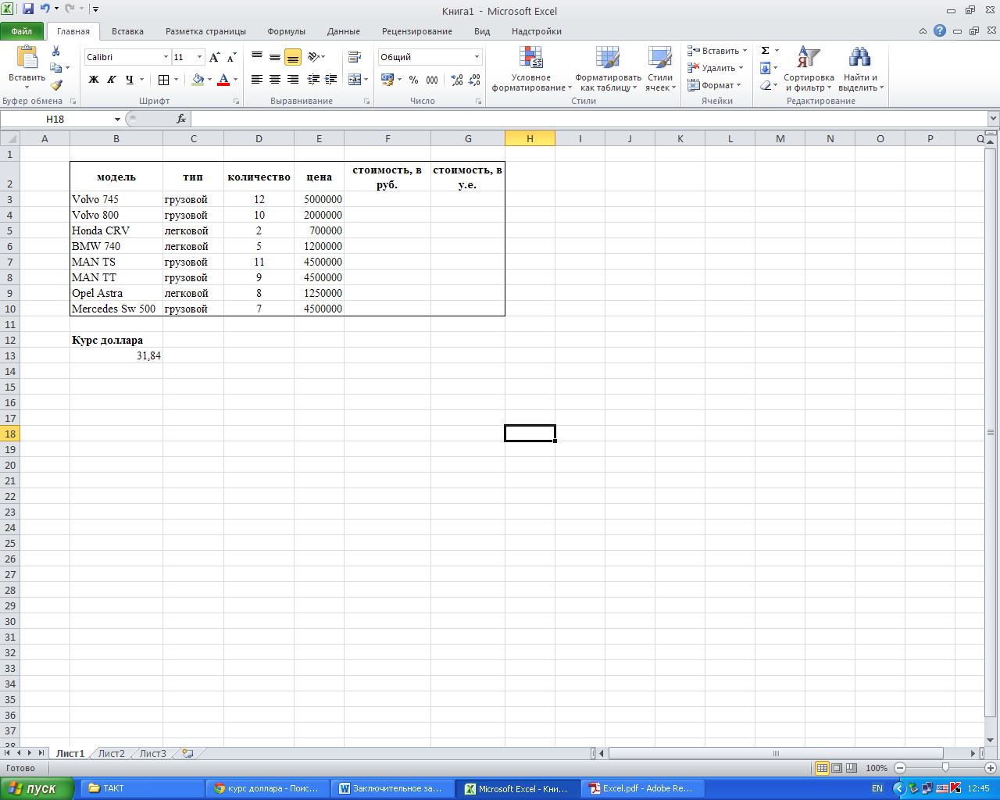 Книга1 - Microsoft Excel
Файл Главная Вставка Разметка страницы Формулы Данные Рецензирование Вид Надстройки
Вставить
Буфер обмена
Calibri 11
Ж К Ч
Шрифт
Выравнивание
Общий
% 000
Число
Условное форматирование
Форматировать как таблицу
Стили ячеек
Стили
Вставить
Удалить
Формат
Ячейки
Σ
Сортировка и фильтр
Найти и выделить
Редактирование
H18 fx
A B C D E F G H I J K L M N O P Q
1
2 модель тип количество цена стоимость, в руб. стоимость, в у.е.
3 Volvo 745 грузовой 12 5000000
4 Volvo 800 грузовой 10 2000000
5 Honda CRV легковой 2 700000
6 BMW 740 легковой 5 1200000
7 MAN TS грузовой 11 4500000
8 MAN TT грузовой 9 4500000
9 Opel Astra легковой 8 1250000
10 Mercedes Sw 500 грузовой 7 4500000
11
12 Курс доллара
13 31,84
14
15
16
17
18
19
20
21
22
23
24
25
26
27
28
29
30
31
32
33
34
35
36
37
38
Лист1 Лист2 Лист3
Готово 100%
пуск ТАКТ курс доллара - Поис... Заключительное за... Microsoft Excel - Кни... Excel.pdf - Adobe Re... EN 12:45